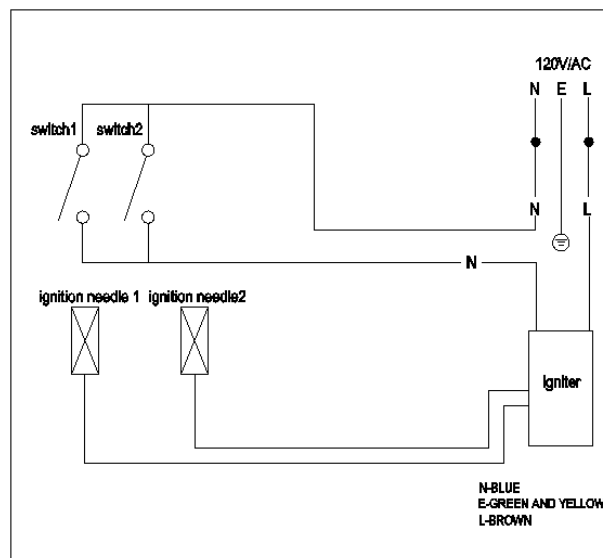 120V/AC
N E L
switch1 switch2
N L
N
ignition needle 1 ignition needle2
igniter
N-BLUE
E-GREEN AND YELLOW
L-BROWN